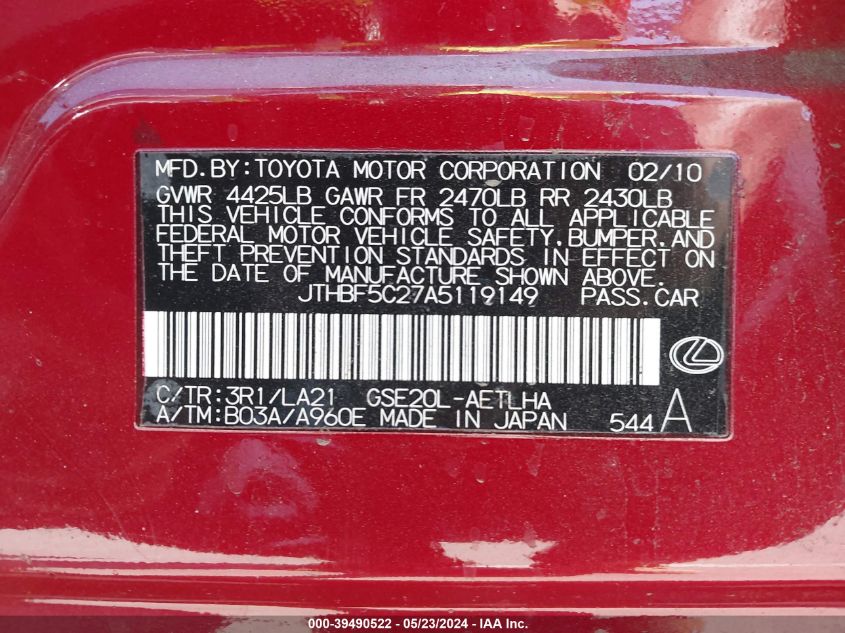 MFD. BY: TOYOTA MOTOR CORPORATION 02/10
GVWR 4425LB GAWR FR 2470LB RR 2430LB
THIS VEHICLE CONFORMS TO ALL APPLICABLE
FEDERAL MOTOR VEHICLE SAFETY, BUMPER, AND
THEFT PREVENTION STANDARDS IN EFFECT ON
THE DATE OF MANUFACTURE SHOWN ABOVE.
JTHBF5C27A5119149 PASS. CAR
C/TR: 3R1/LA21 GSE20L-AETLHA
A/TM: B03A/A960E MADE IN JAPAN 544 A
000-39490522 - 05/23/2024 - IAA Inc.